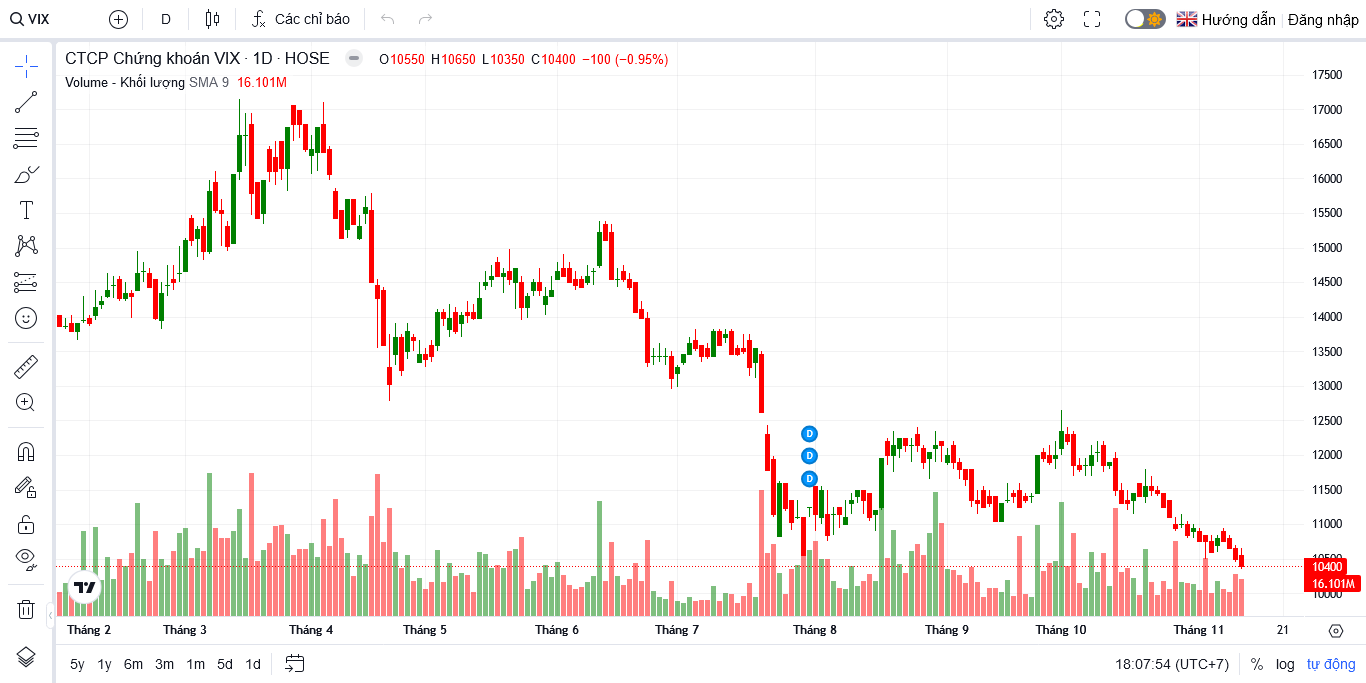 VIX D Các chỉ báo Hướng dẫn Đăng nhập
CTCP Chứng khoán VIX · 1D · HOSE O10550 H10650 L10350 C10400 −100 (−0.95%)
Volume - Khối lượng SMA 9 16.101M
17500
17000
16500
16000
15500
15000
14500
14000
13500
13000
12500
12000
11500
11000
10500
10400
16.101M
10000
D
D
D
Tháng 2 Tháng 3 Tháng 4 Tháng 5 Tháng 6 Tháng 7 Tháng 8 Tháng 9 Tháng 10 Tháng 11 21
5y 1y 6m 3m 1m 5d 1d 18:07:54 (UTC+7) % log tự động